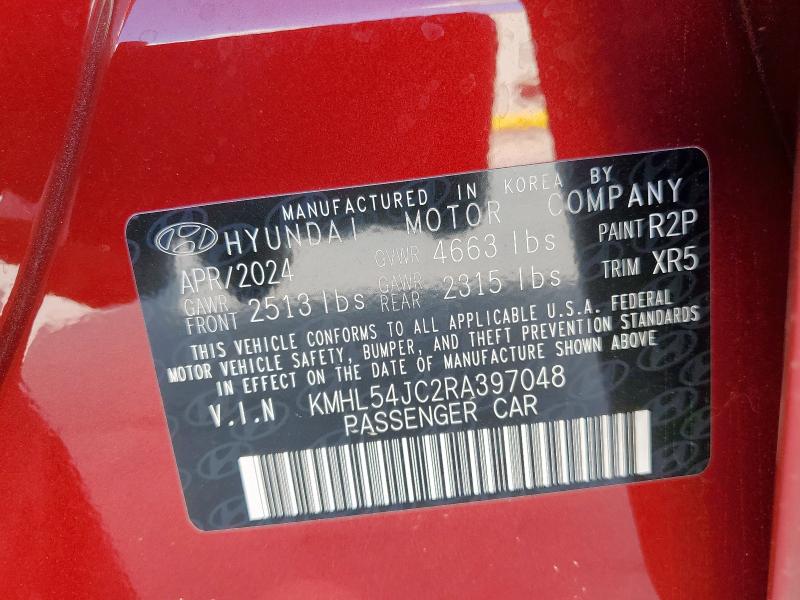 MANUFACTURED IN KOREA BY
HYUNDAI MOTOR COMPANY
APR/2024 GVWR 4663 lbs PAINT R2P
GAWR FRONT 2513 lbs GAWR REAR 2315 lbs TRIM XR5
THIS VEHICLE CONFORMS TO ALL APPLICABLE U.S.A. FEDERAL
MOTOR VEHICLE SAFETY, BUMPER, AND THEFT PREVENTION STANDARDS
IN EFFECT ON THE DATE OF MANUFACTURE SHOWN ABOVE
V.I.N KMHL54JC2RA397048
PASSENGER CAR